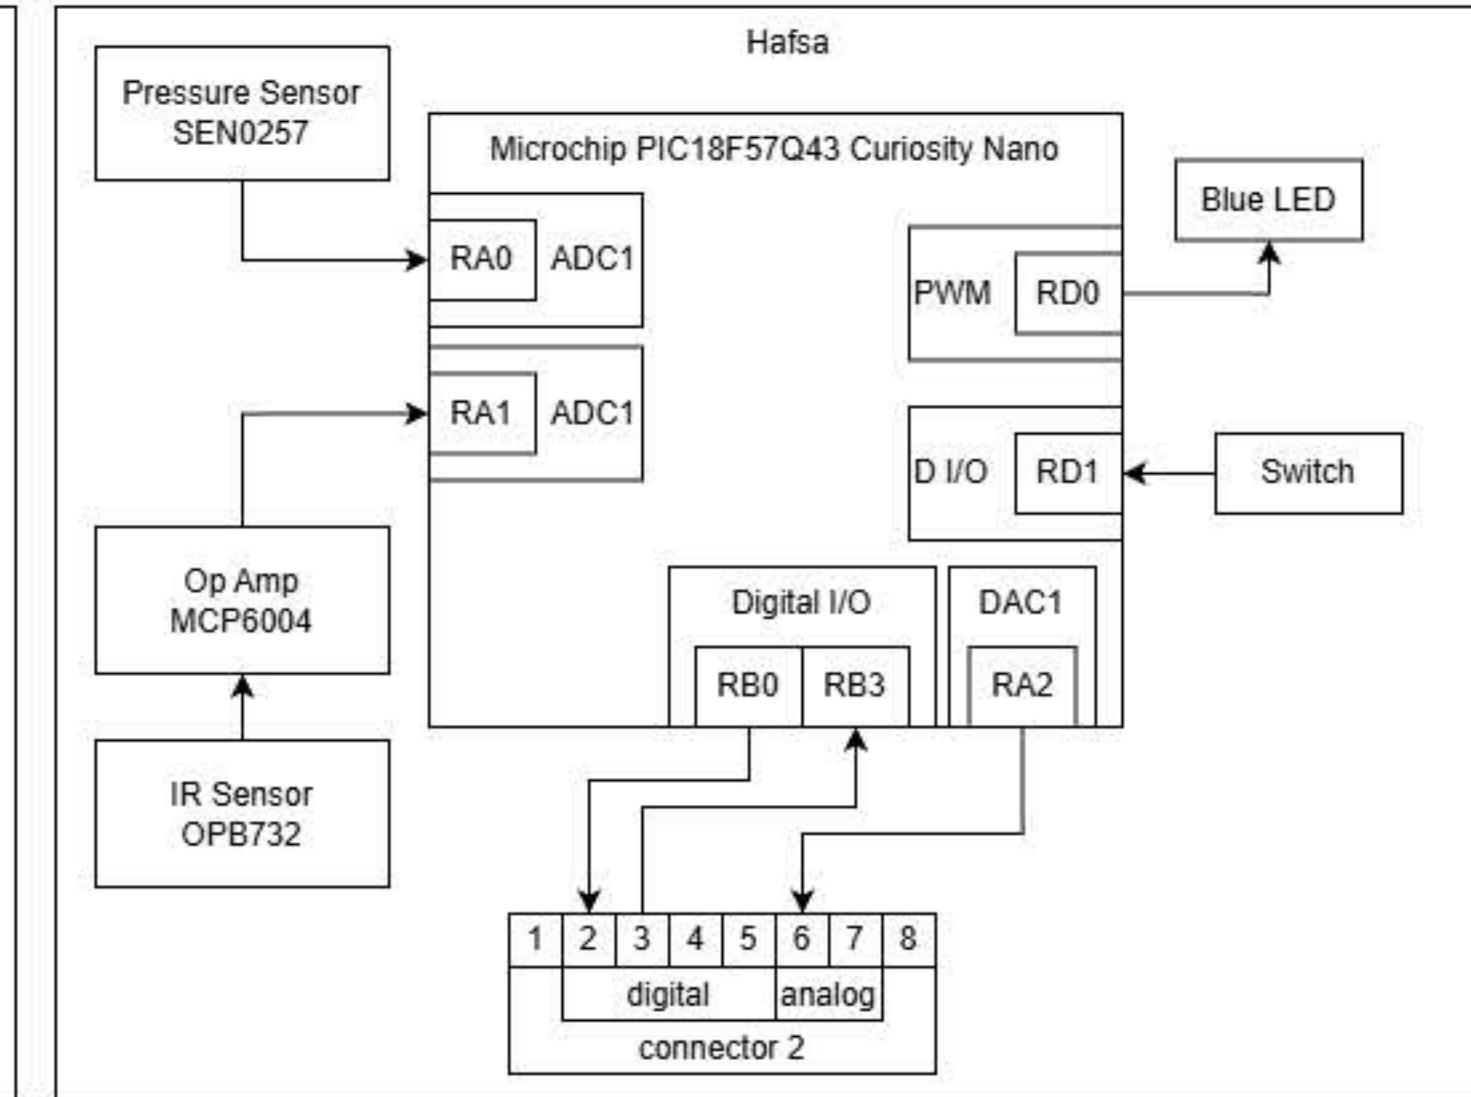 Hafsa
Pressure Sensor
SEN0257
Microchip PIC18F57Q43 Curiosity Nano
Blue LED
RA0 ADC1
PWM RD0
RA1 ADC1
D I/O RD1
Switch
Op Amp
MCP6004
Digital I/O
DAC1
RB0 RB3
RA2
IR Sensor
OPB732
1 2 3 4 5 6 7 8
digital analog
connector 2